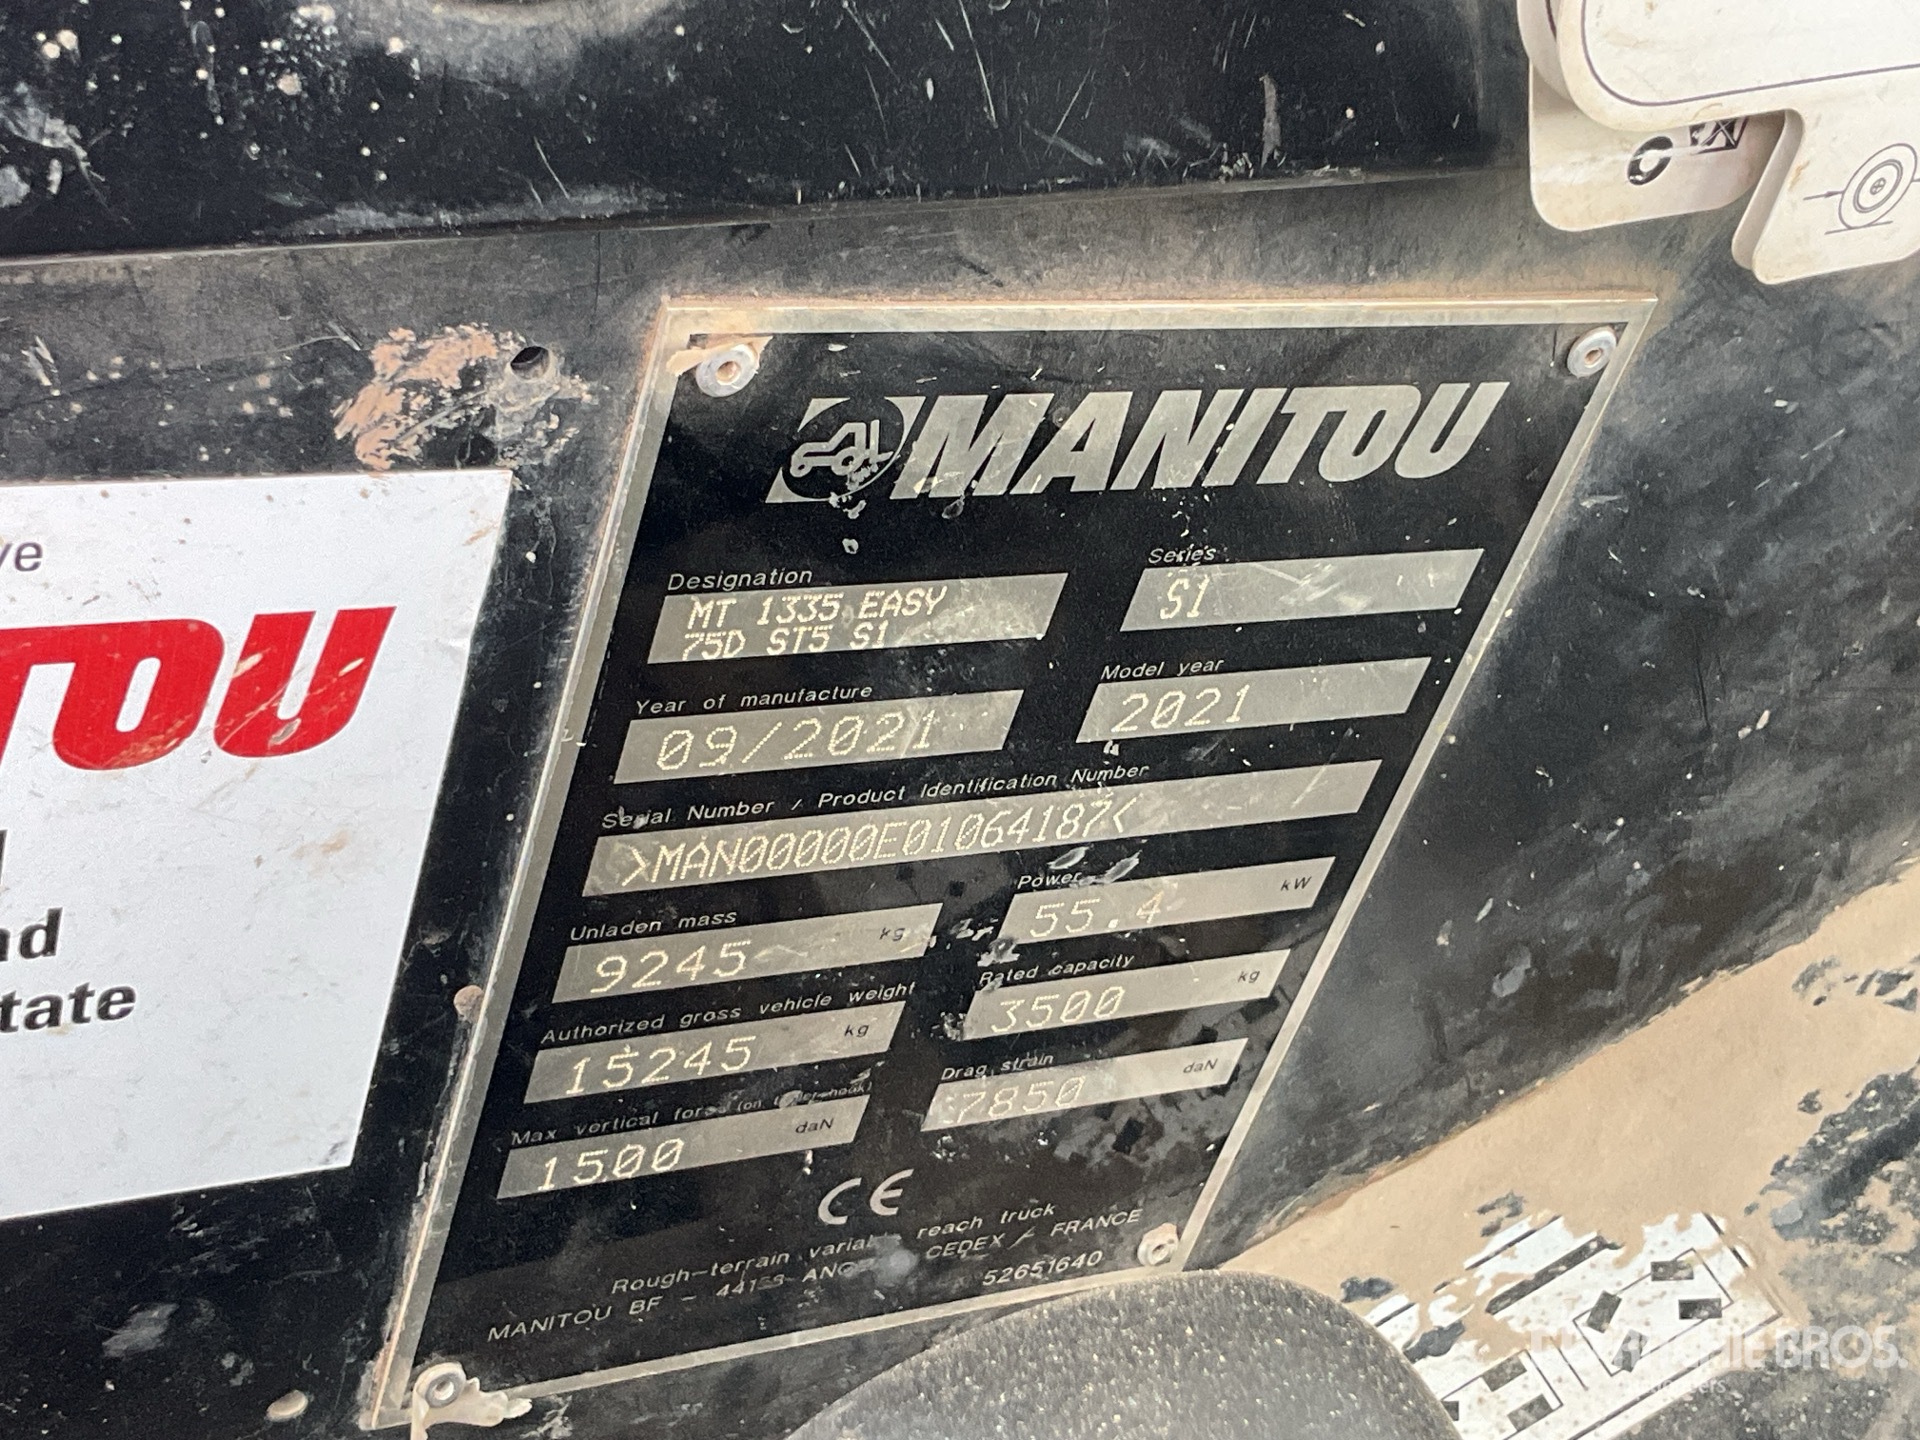 MANITOU
Designation
MT 1335 EASY
75D ST5 S1
Series
S1
Year of manufacture
09/2021
Model year
2021
Serial Number / Product Identification Number
>MAN00000E01064187<
Unladen mass
9245 kg
Power
55.4 kW
Authorized gross vehicle weight
15245 kg
Rated capacity
3500 kg
Max vertical force (on
1500 daN
Drag strain
7850 daN
CE
Rough-terrain reach truck
MANITOU BF - CEDEX / FRANCE
52651640
ve
TOU
ad
tate
BROS.